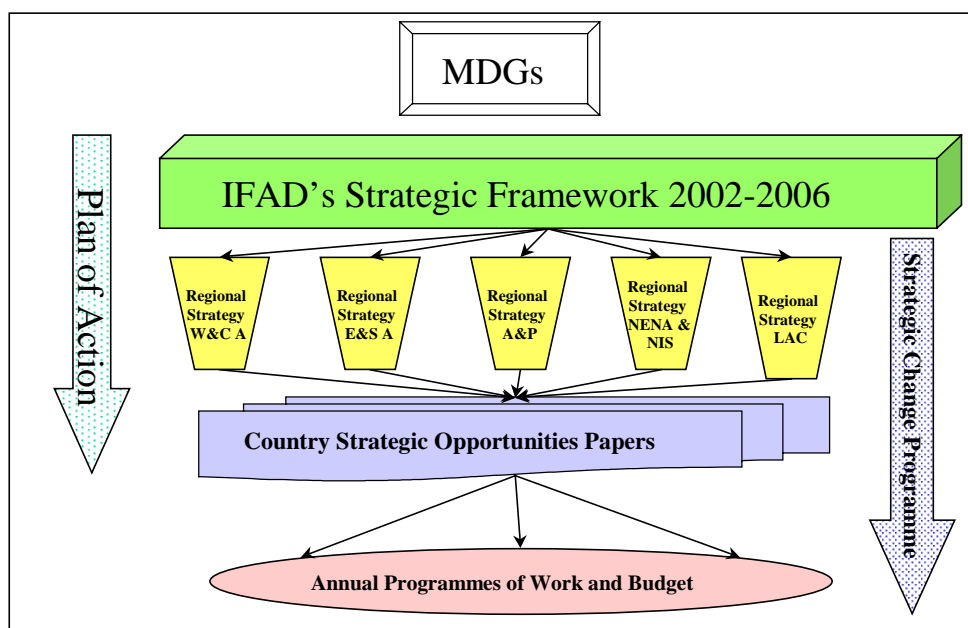 MDGs
IFAD's Strategic Framework 2002-2006
Plan of Action
Regional
Strategy
W&C A
Regional
Strategy
E&S A
Regional
Strategy
A&P
Regional
Strategy
NENA &
NIS
Regional
Strategy
LAC
Strategic Change Programme
Country Strategic Opportunities Papers
Annual Programmes of Work and Budget